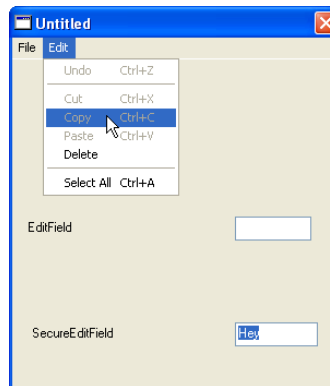 Untitled
File Edit
Undo Ctrl+Z
Cut Ctrl+X
Copy Ctrl+C
Paste Ctrl+V
Delete
Select All Ctrl+A
EditField
SecureEditField Hey